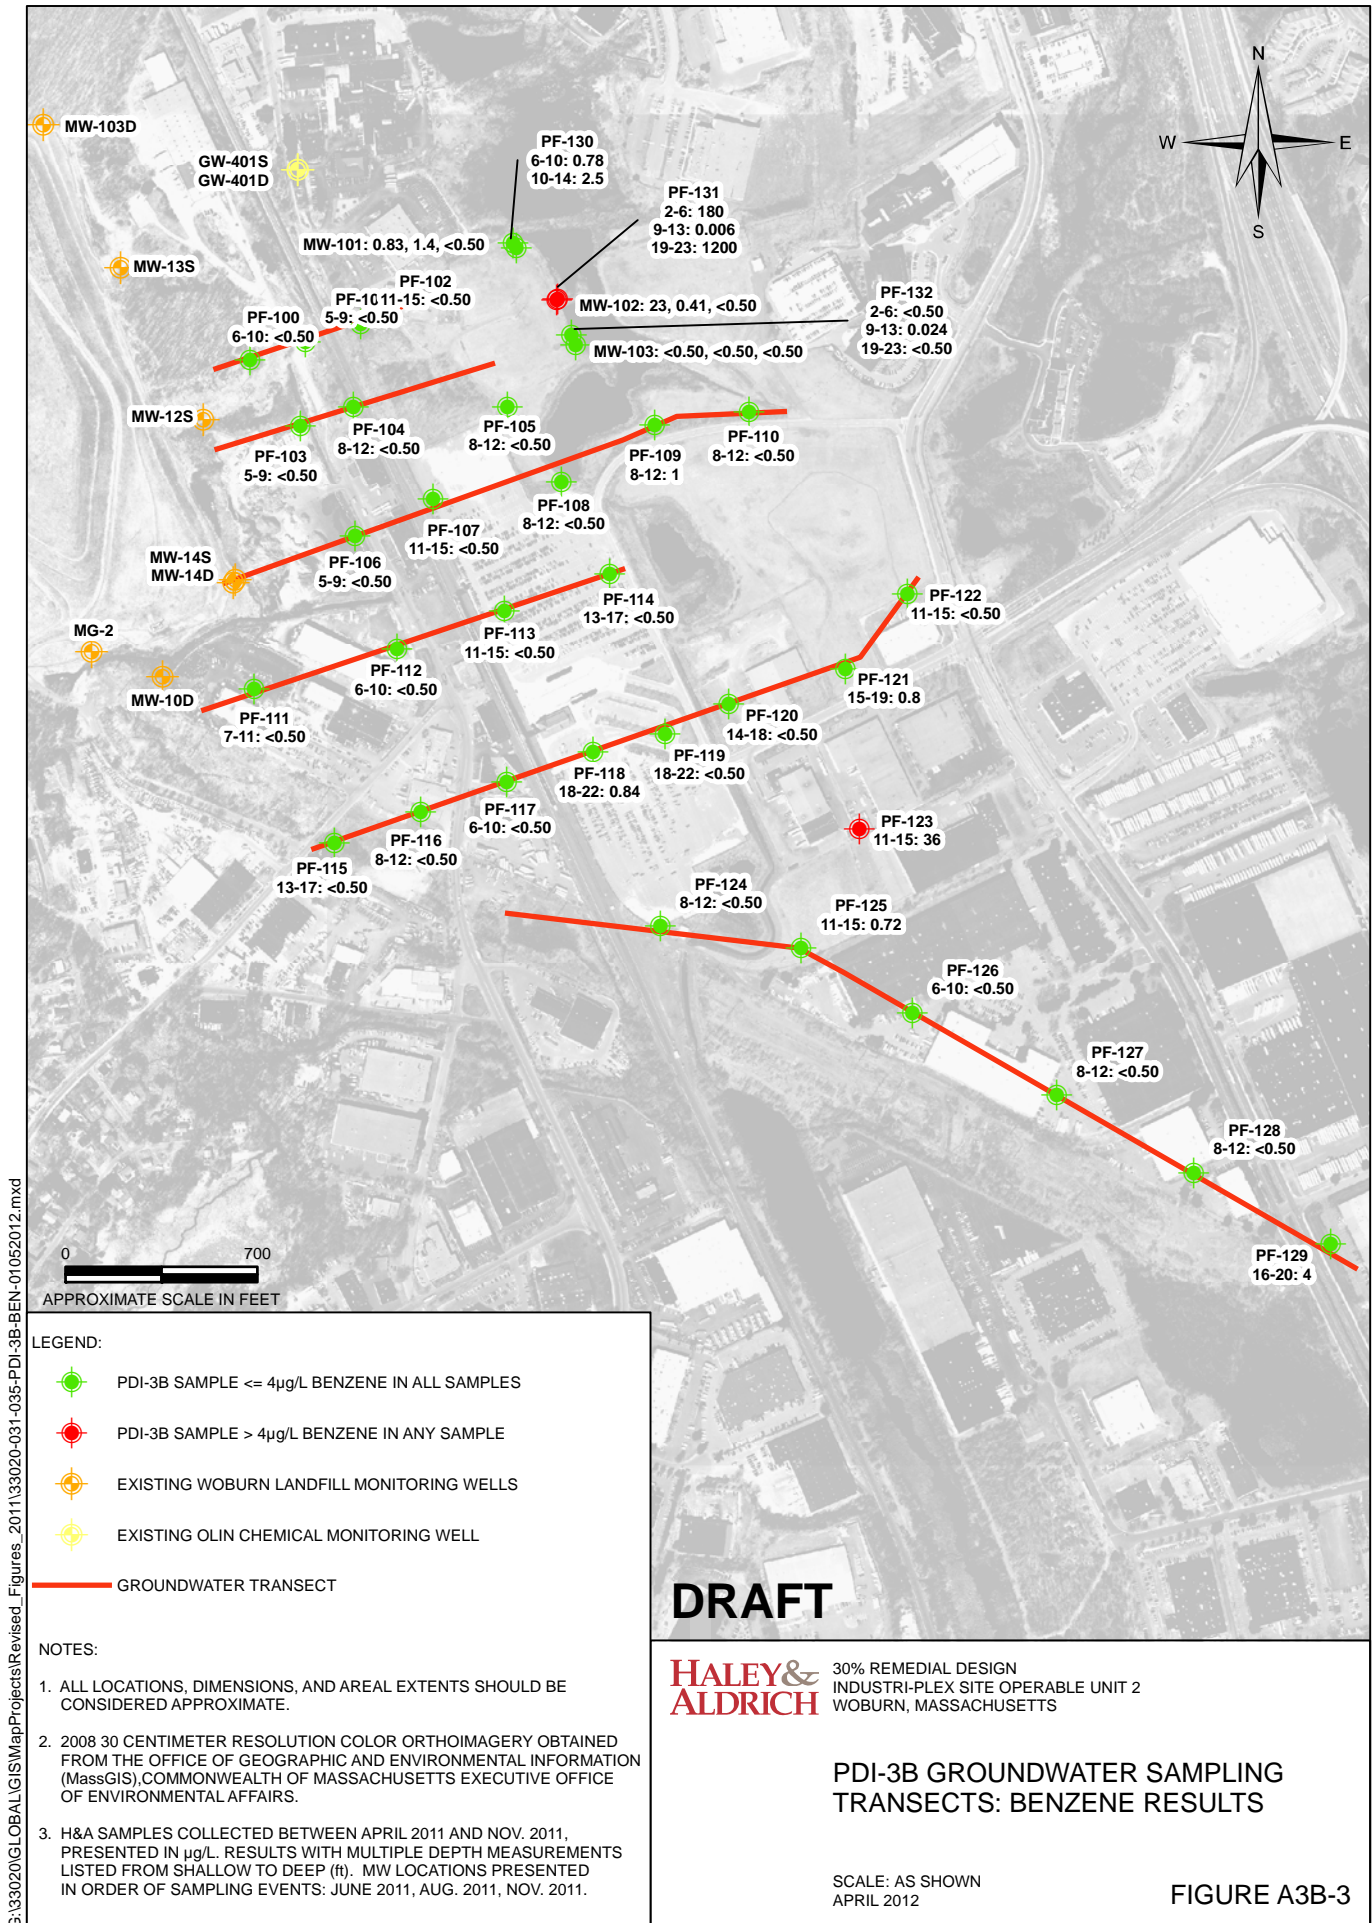 N
W
E
S
MW-103D
GW-401S
GW-401D
PF-130
6-10: 0.78
10-14: 2.5
PF-131
2-6: 180
9-13: 0.006
19-23: 1200
MW-101: 0.83, 1.4, <0.50
MW-13S
PF-102
11-15: <0.50
PF-10
5-9: <0.50
PF-100
6-10: <0.50
MW-102: 23, 0.41, <0.50
PF-132
2-6: <0.50
9-13: 0.024
19-23: <0.50
MW-103: <0.50, <0.50, <0.50
MW-12S
PF-103
5-9: <0.50
PF-104
8-12: <0.50
PF-105
8-12: <0.50
PF-109
8-12: 1
PF-110
8-12: <0.50
PF-108
8-12: <0.50
PF-107
11-15: <0.50
PF-106
5-9: <0.50
MW-14S
MW-14D
PF-114
13-17: <0.50
PF-122
11-15: <0.50
MG-2
PF-113
11-15: <0.50
PF-112
6-10: <0.50
MW-10D
PF-111
7-11: <0.50
PF-121
15-19: 0.8
PF-120
14-18: <0.50
PF-119
18-22: <0.50
PF-118
18-22: 0.84
PF-117
6-10: <0.50
PF-116
8-12: <0.50
PF-115
13-17: <0.50
PF-123
11-15: 36
PF-124
8-12: <0.50
PF-125
11-15: 0.72
PF-126
6-10: <0.50
PF-127
8-12: <0.50
PF-128
8-12: <0.50
PF-129
16-20: 4
0 700
APPROXIMATE SCALE IN FEET
LEGEND:
PDI-3B SAMPLE <= 4µg/L BENZENE IN ALL SAMPLES
PDI-3B SAMPLE > 4µg/L BENZENE IN ANY SAMPLE
EXISTING WOBURN LANDFILL MONITORING WELLS
EXISTING OLIN CHEMICAL MONITORING WELL
GROUNDWATER TRANSECT
NOTES:
1. ALL LOCATIONS, DIMENSIONS, AND AREAL EXTENTS SHOULD BE
CONSIDERED APPROXIMATE.
2. 2008 30 CENTIMETER RESOLUTION COLOR ORTHOIMAGERY OBTAINED
FROM THE OFFICE OF GEOGRAPHIC AND ENVIRONMENTAL INFORMATION
(MassGIS),COMMONWEALTH OF MASSACHUSETTS EXECUTIVE OFFICE
OF ENVIRONMENTAL AFFAIRS.
3. H&A SAMPLES COLLECTED BETWEEN APRIL 2011 AND NOV. 2011,
PRESENTED IN µg/L. RESULTS WITH MULTIPLE DEPTH MEASUREMENTS
LISTED FROM SHALLOW TO DEEP (ft). MW LOCATIONS PRESENTED
IN ORDER OF SAMPLING EVENTS: JUNE 2011, AUG. 2011, NOV. 2011.
DRAFT
HALEY&
ALDRICH
30% REMEDIAL DESIGN
INDUSTRI-PLEX SITE OPERABLE UNIT 2
WOBURN, MASSACHUSETTS
PDI-3B GROUNDWATER SAMPLING
TRANSECTS: BENZENE RESULTS
SCALE: AS SHOWN
APRIL 2012
FIGURE A3B-3
G:\33020\GLOBAL\GIS\MapProjects\Revised_Figures_2011\33020-031-035-PDI-3B-BEN-01052012.mxd